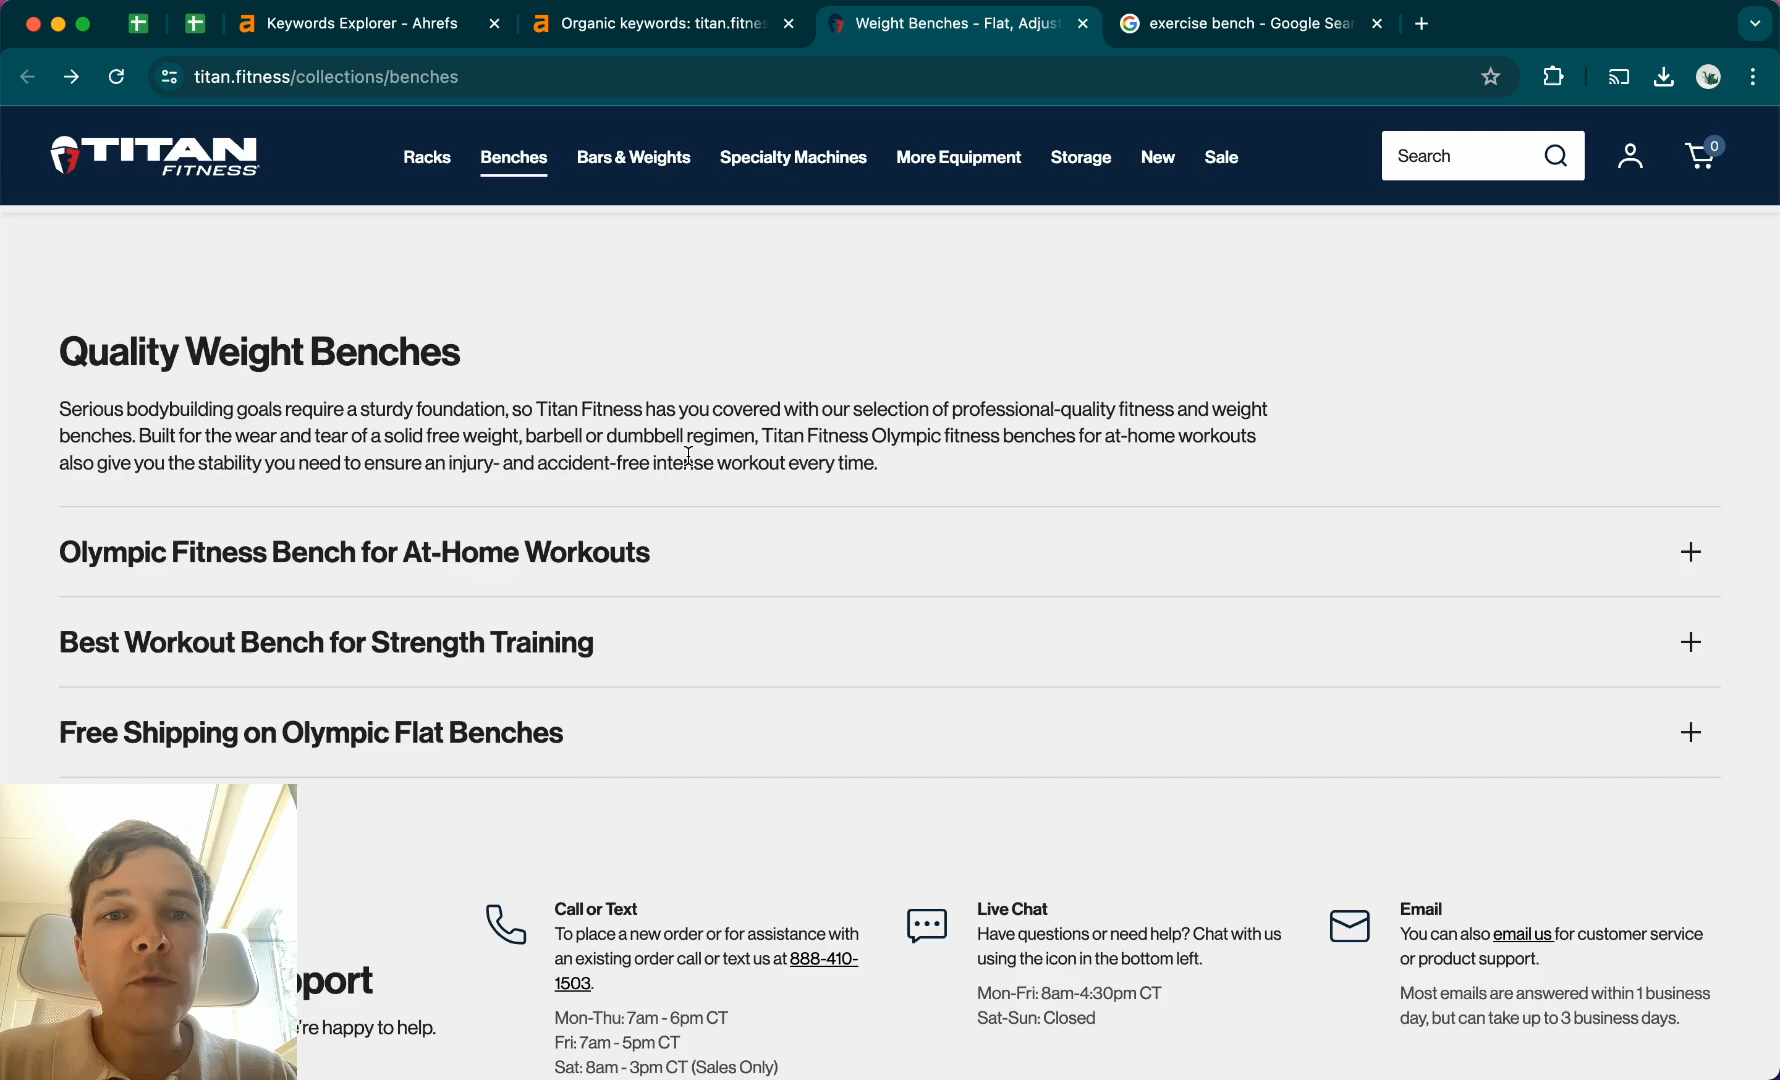 Keywords Explorer - Ahrefs
Organic keywords: titan.fitnes
Weight Benches - Flat, Adjust
exercise bench - Google Sear
titan.fitness/collections/benches
TITAN
FITNESS
Racks
Benches
Bars & Weights
Specialty Machines
More Equipment
Storage
New
Sale
Search
0
Quality Weight Benches
Serious bodybuilding goals require a sturdy foundation, so Titan Fitness has you covered with our selection of professional-quality fitness and weight
benches. Built for the wear and tear of a solid free weight, barbell or dumbbell regimen, Titan Fitness Olympic fitness benches for at-home workouts
also give you the stability you need to ensure an injury- and accident-free intense workout every time.
Olympic Fitness Bench for At-Home Workouts
Best Workout Bench for Strength Training
Free Shipping on Olympic Flat Benches
pport
're happy to help.
Call or Text
To place a new order or for assistance with
an existing order call or text us at 888-410-
1503.
Mon-Thu: 7am - 6pm CT
Fri: 7am - 5pm CT
Sat: 8am - 3pm CT (Sales Only)
Live Chat
Have questions or need help? Chat with us
using the icon in the bottom left.
Mon-Fri: 8am-4:30pm CT
Sat-Sun: Closed
Email
You can also email us for customer service
or product support.
Most emails are answered within 1 business
day, but can take up to 3 business days.